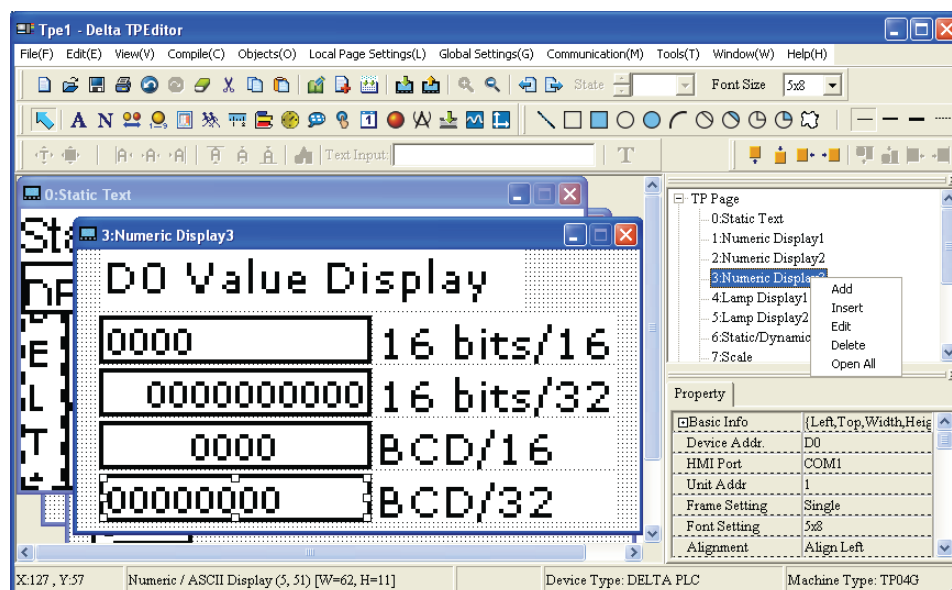 Tpe1 - Delta TPEditor
File(F) Edit(E) View(V) Compile(C) Objects(O) Local Page Settings(L) Global Settings(G) Communication(M) Tools(T) Window(W) Help(H)
State Font Size 5x8
A N
Text Input: T
0:Static Text
3:Numeric Display3
D0 Value Display
0000 16 bits/16
0000000000 16 bits/32
0000 BCD/16
00000000 BCD/32
E
L
T
TP Page
0:Static Text
1:Numeric Display1
2:Numeric Display2
3:Numeric Display3
4:Lamp Display1
5:Lamp Display2
6:Static/Dynamic
7:Scale
Add
Insert
Edit
Delete
Open All
Property
Basic Info {Left,Top,Width,Heig
Device Addr. D0
HMI Port COM1
Unit Addr 1
Frame Setting Single
Font Setting 5x8
Alignment Align Left
X:127 , Y:57 Numeric / ASCII Display (5, 51) [W=62, H=11] Device Type: DELTA PLC Machine Type: TP04G